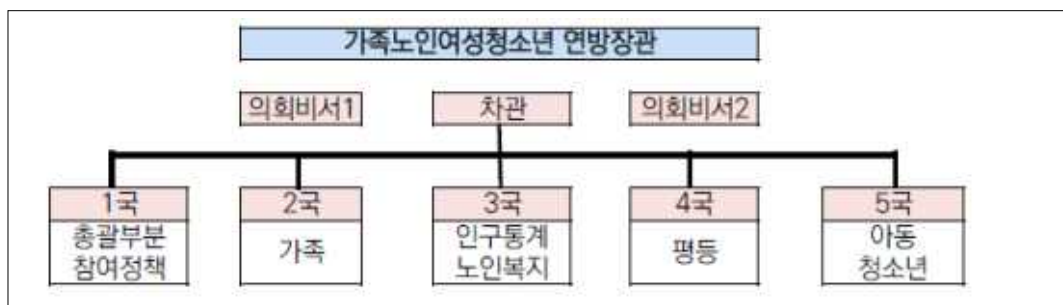 가족노인여성청소년 연방장관
의회비서1 차관 의회비서2
1국 2국 3국 4국 5국
총괄부분
참여정책
가족
인구통계
노인복지
평등
아동
청소년